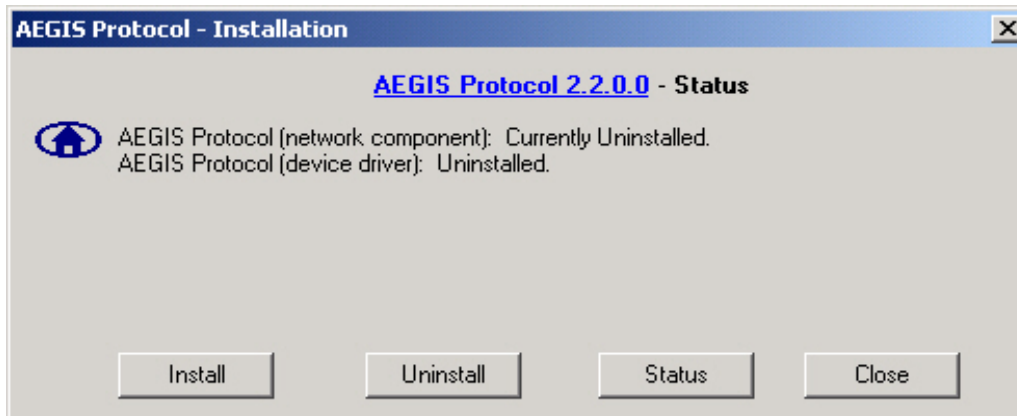 AEGIS Protocol - Installation
AEGIS Protocol 2.2.0.0 - Status
AEGIS Protocol (network component):  Currently Uninstalled.
AEGIS Protocol (device driver):  Uninstalled.
Install Uninstall Status Close